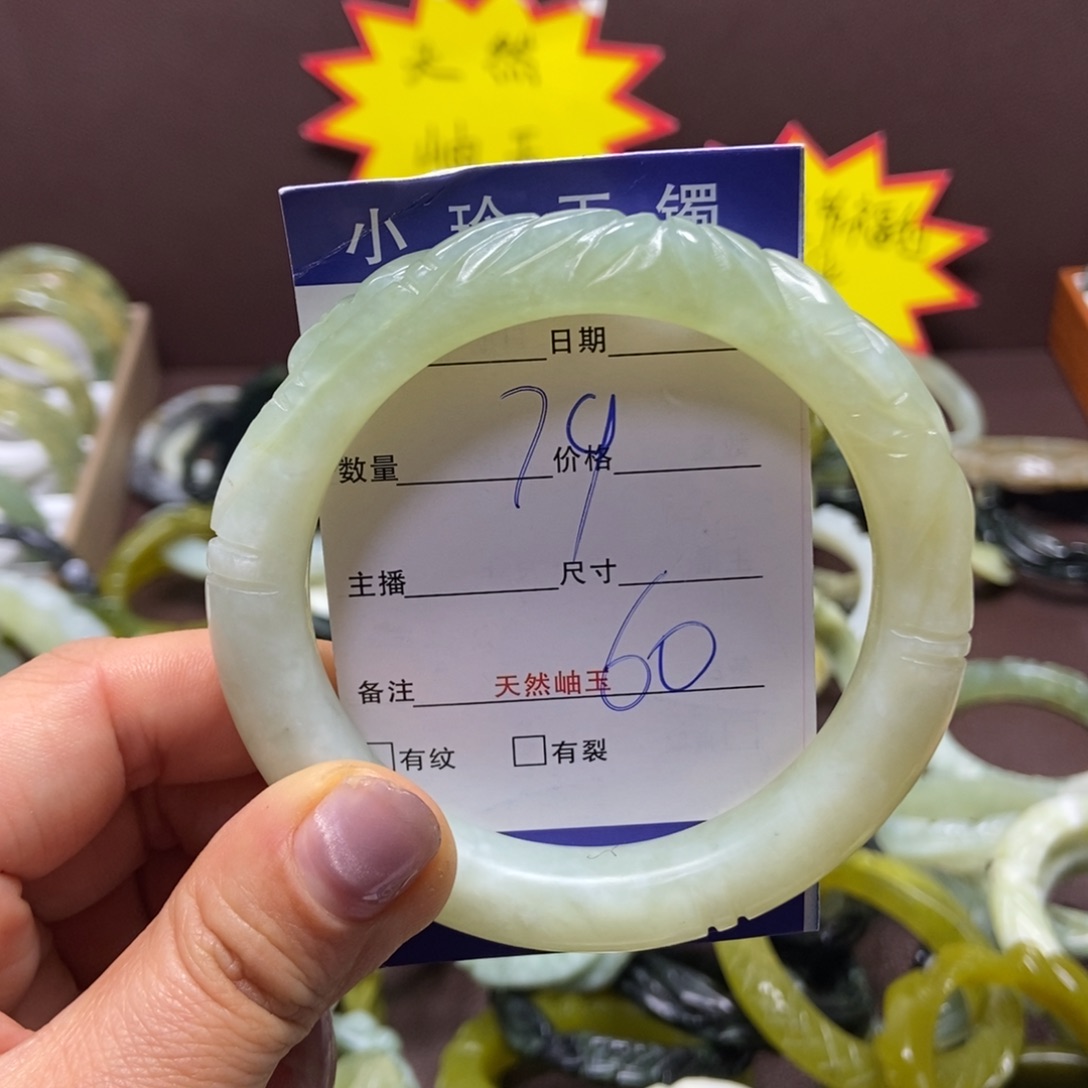 天然
岫玉
小珍玉镯
日期
79
数量 价格
主播 尺寸
60
备注 天然岫玉
有纹 有裂